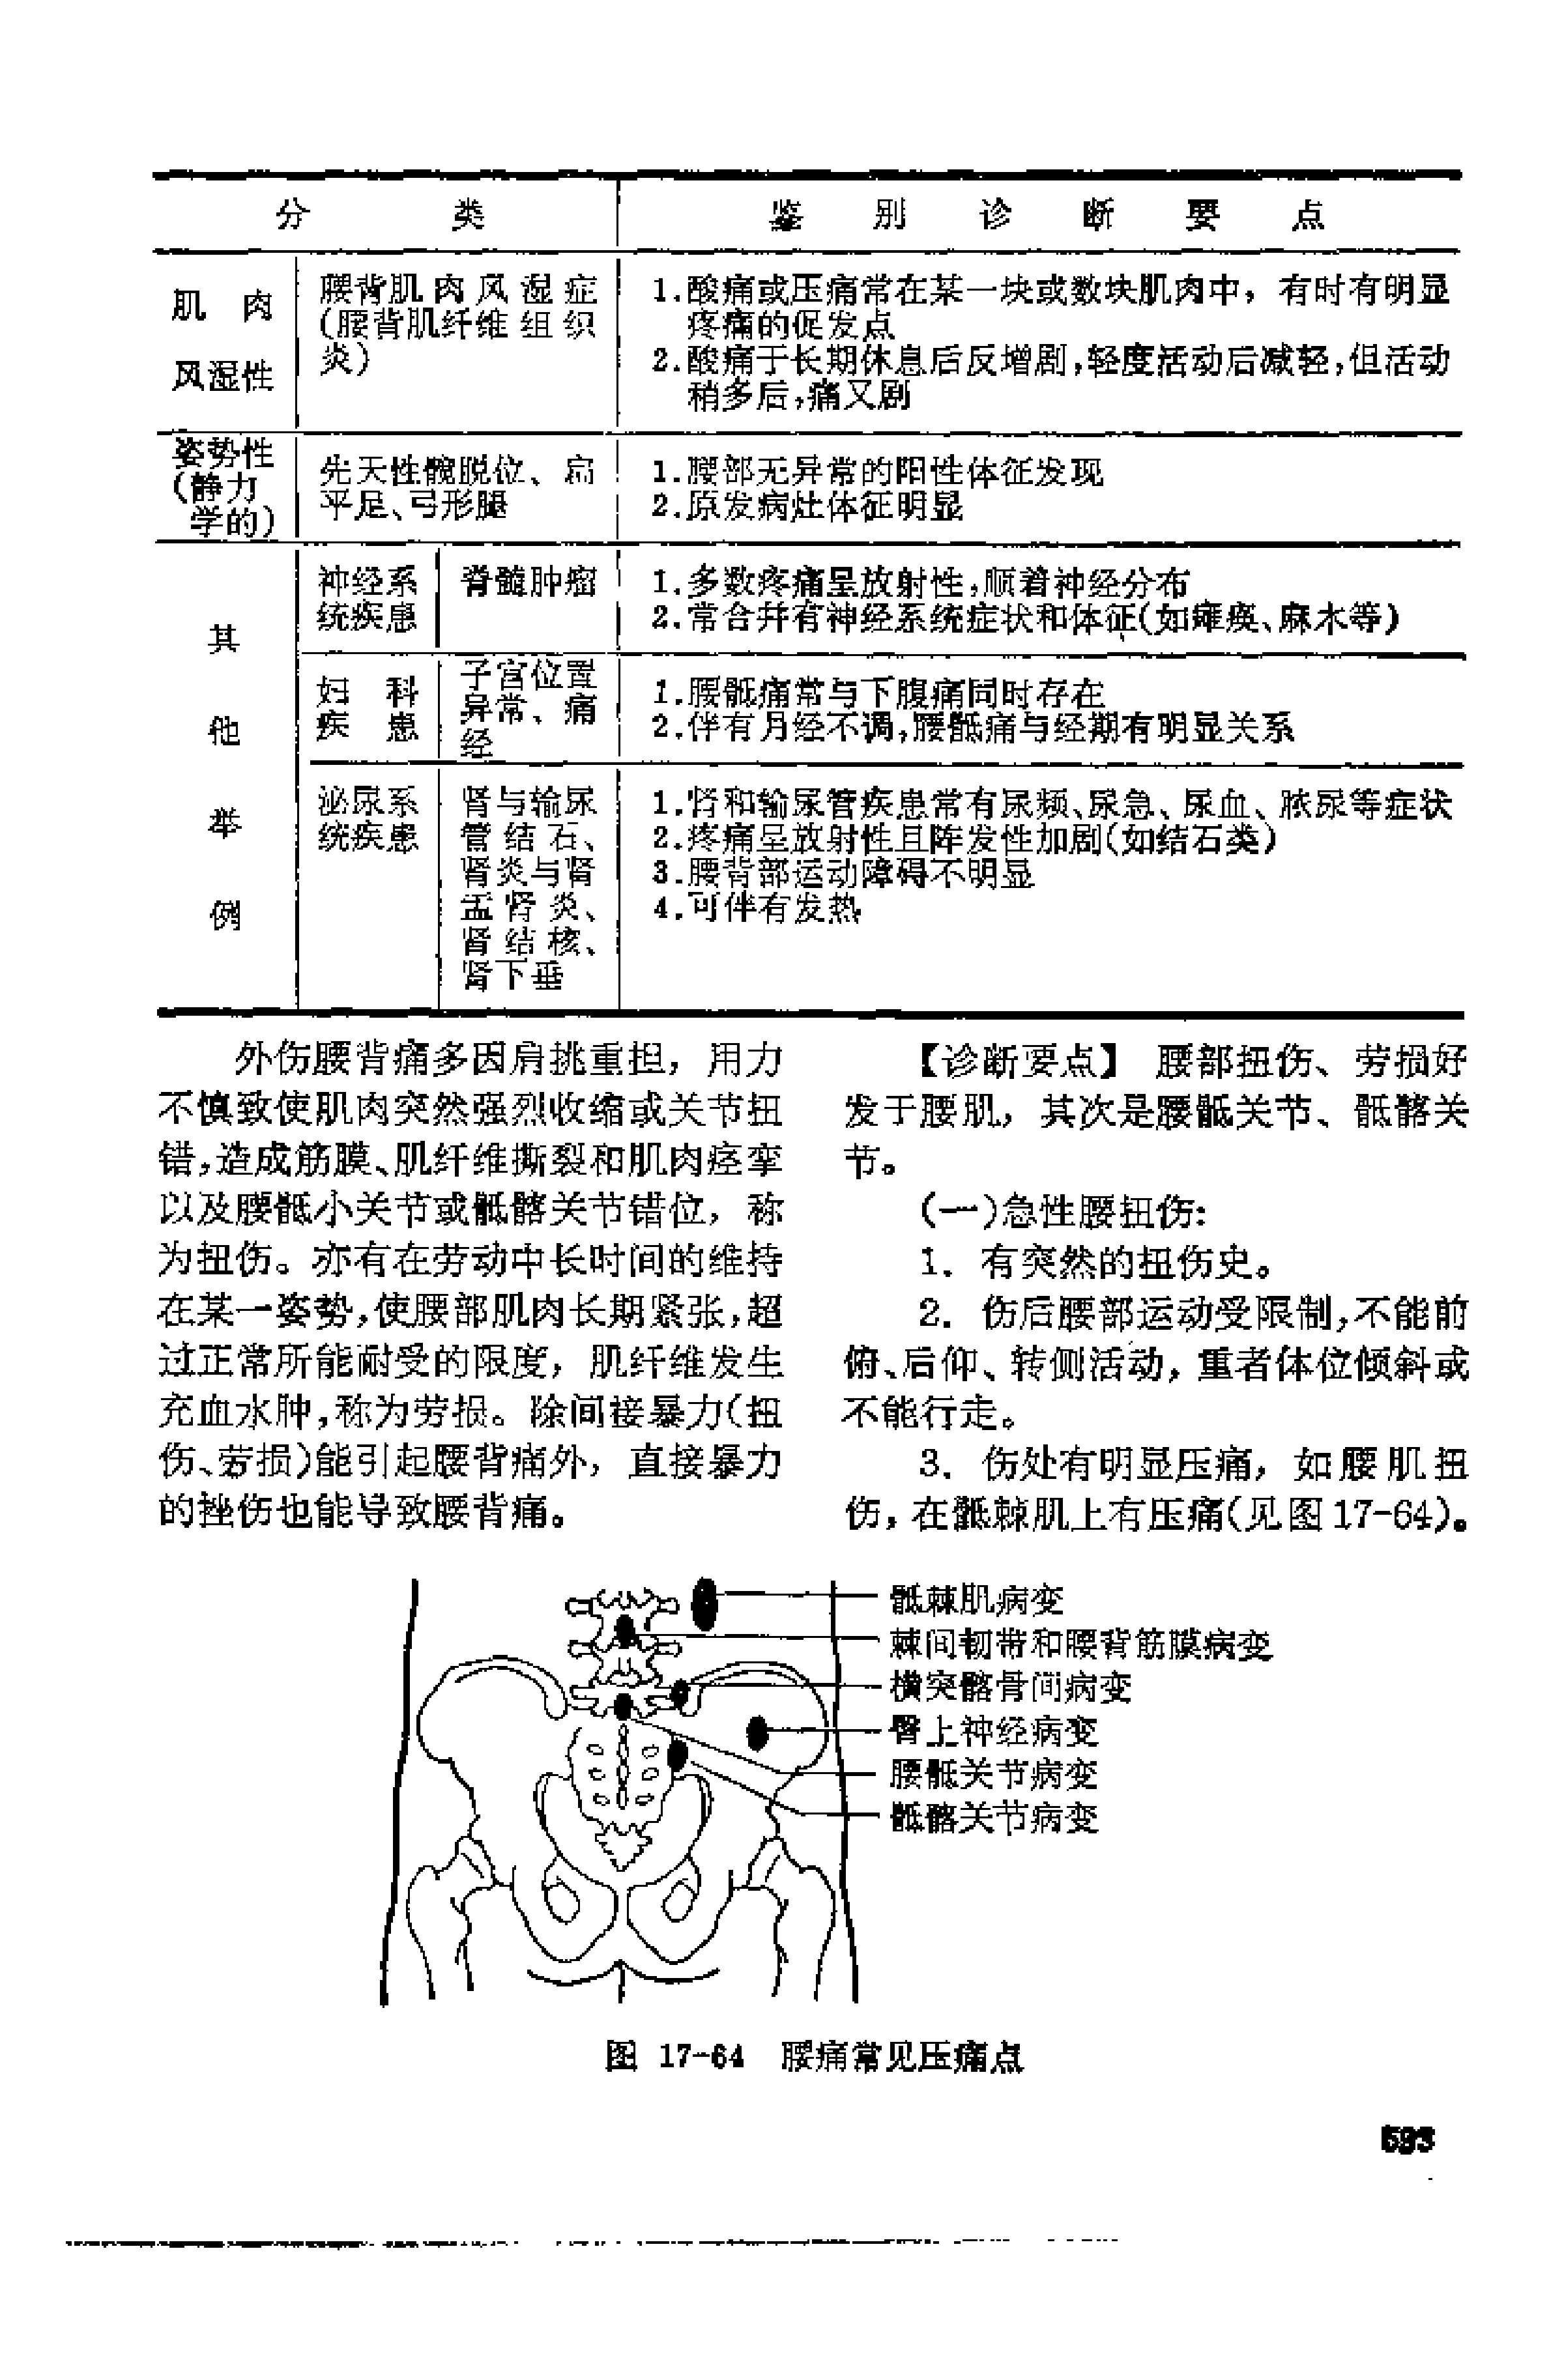 分 类 鉴 别 诊 断 要 点
肌 肉
风湿性
腰背肌肉风湿症
(腰背肌纤维组织
炎)
1.酸痛或压痛常在某一块或数块肌肉中，有时有明显
疼痛的促发点
2.酸痛于长期休息后反增剧,轻度活动后减轻,但活动
稍多后,痛又剧
姿势性
(静力
学的)
先天性髋脱位、扁
平足、弓形腿
1.腰部无异常的阳性体征发现
2.原发病灶体征明显
其
他
举
例
神经系
统疾患
脊髓肿瘤
1.多数疼痛呈放射性,顺着神经分布
2.常合并有神经系统症状和体征(如瘫痪、麻木等)
妇 科
疾 患
子宫位置
异常、痛
经
1.腰骶痛常与下腹痛同时存在
2.伴有月经不调,腰骶痛与经期有明显关系
泌尿系
统疾患
肾与输尿
管结石、
肾炎与肾
盂肾炎、
肾结核、
肾下垂
1.肾和输尿管疾患常有尿频、尿急、尿血、脓尿等症状
2.疼痛呈放射性且阵发性加剧(如结石类)
3.腰背部运动障碍不明显
4.可伴有发热
外伤腰背痛多因肩挑重担，用力
不慎致使肌肉突然强烈收缩或关节扭
错,造成筋膜、肌纤维撕裂和肌肉痉挛
以及腰骶小关节或骶髂关节错位，称
为扭伤。亦有在劳动中长时间的维持
在某一姿势,使腰部肌肉长期紧张,超
过正常所能耐受的限度，肌纤维发生
充血水肿,称为劳损。除间接暴力(扭
伤、劳损)能引起腰背痛外，直接暴力
的挫伤也能导致腰背痛。
【诊断要点】 腰部扭伤、劳损好
发于腰肌，其次是腰骶关节、骶髂关
节。
(一)急性腰扭伤:
1. 有突然的扭伤史。
2. 伤后腰部运动受限制,不能前
俯、后仰、转侧活动，重者体位倾斜或
不能行走。
3. 伤处有明显压痛，如腰肌扭
伤，在骶棘肌上有压痛(见图17-64)。
骶棘肌病变
棘间韧带和腰背筋膜病变
横突髂骨间病变
臀上神经病变
腰骶关节病变
骶髂关节病变
图 17-64 腰痛常见压痛点
593